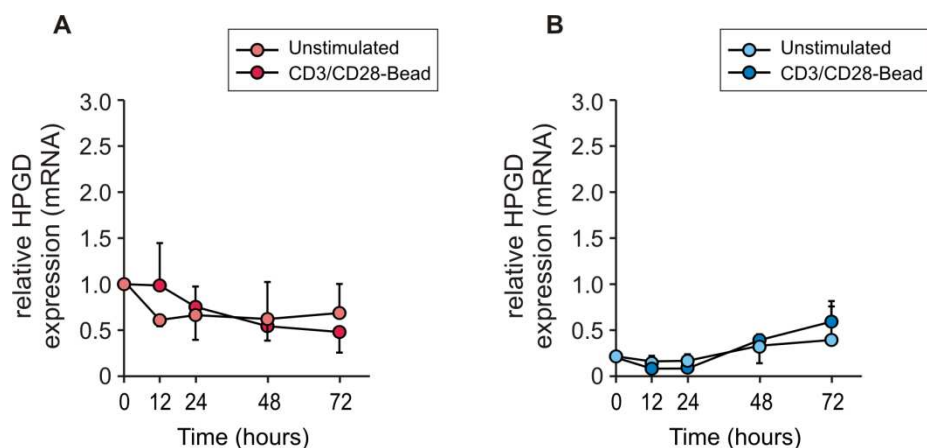 A
Unstimulated
CD3/CD28-Bead
relative HPGD
expression (mRNA)
3.0
2.5
2.0
1.5
1.0
0.5
0
0 12 24 48 72
Time (hours)
B
Unstimulated
CD3/CD28-Bead
relative HPGD
expression (mRNA)
3.0
2.5
2.0
1.5
1.0
0.5
0
0 12 24 48 72
Time (hours)